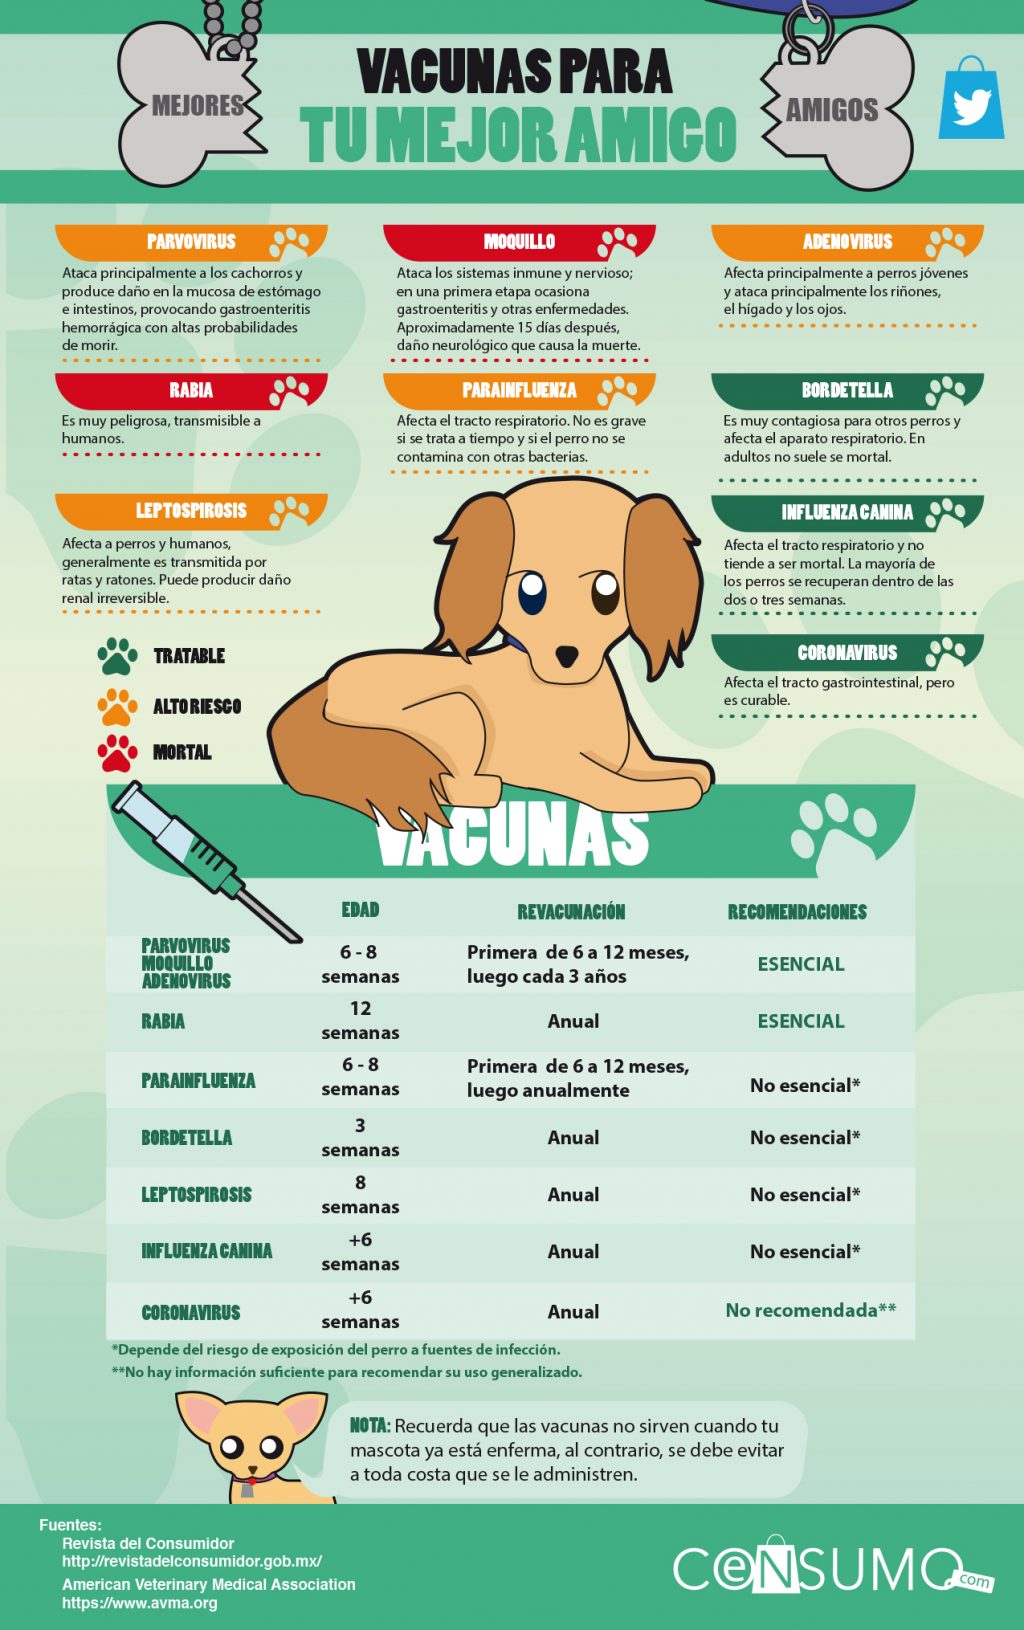 MEJORES
VACUNAS PARA
TU MEJOR AMIGO
AMIGOS
PARVOVIRUS
Ataca principalmente a los cachorros y
produce daño en la mucosa de estómago
e intestinos, provocando gastroenteritis
hemorrágica con altas probabilidades
de morir.
MOQUILLO
Ataca los sistemas inmune y nervioso;
en una primera etapa ocasiona
gastroenteritis y otras enfermedades.
Aproximadamente 15 días después,
daño neurológico que causa la muerte.
ADENOVIRUS
Afecta principalmente a perros jóvenes
y ataca principalmente los riñones,
el hígado y los ojos.
RABIA
Es muy peligrosa, transmisible a
humanos.
PARAINFLUENZA
Afecta el tracto respiratorio. No es grave
si se trata a tiempo y si el perro no se
contamina con otras bacterias.
BORDETELLA
Es muy contagiosa para otros perros y
afecta el aparato respiratorio. En
adultos no suele se mortal.
LEPTOSPIROSIS
Afecta a perros y humanos,
generalmente es transmitida por
ratas y ratones. Puede producir daño
renal irreversible.
INFLUENZA CANINA
Afecta el tracto respiratorio y no
tiende a ser mortal. La mayoría de
los perros se recuperan dentro de las
dos o tres semanas.
CORONAVIRUS
Afecta el tracto gastrointestinal, pero
es curable.
TRATABLE
ALTO RIESGO
MORTAL
VACUNAS
EDAD REVACUNACIÓN RECOMENDACIONES
PARVOVIRUS
MOQUILLO
ADENOVIRUS
6 - 8
semanas
Primera de 6 a 12 meses,
luego cada 3 años
ESENCIAL
RABIA
12
semanas
Anual
ESENCIAL
PARAINFLUENZA
6 - 8
semanas
Primera de 6 a 12 meses,
luego anualmente
No esencial*
BORDETELLA
3
semanas
Anual
No esencial*
LEPTOSPIROSIS
8
semanas
Anual
No esencial*
INFLUENZA CANINA
+6
semanas
Anual
No esencial*
CORONAVIRUS
+6
semanas
Anual
No recomendada**
*Depende del riesgo de exposición del perro a fuentes de infección.
**No hay información suficiente para recomendar su uso generalizado.
NOTA: Recuerda que las vacunas no sirven cuando tu
mascota ya está enferma, al contrario, se debe evitar
a toda costa que se le administren.
Fuentes:
Revista del Consumidor
http://revistadelconsumidor.gob.mx/
American Veterinary Medical Association
https://www.avma.org
CeNSUMO.com